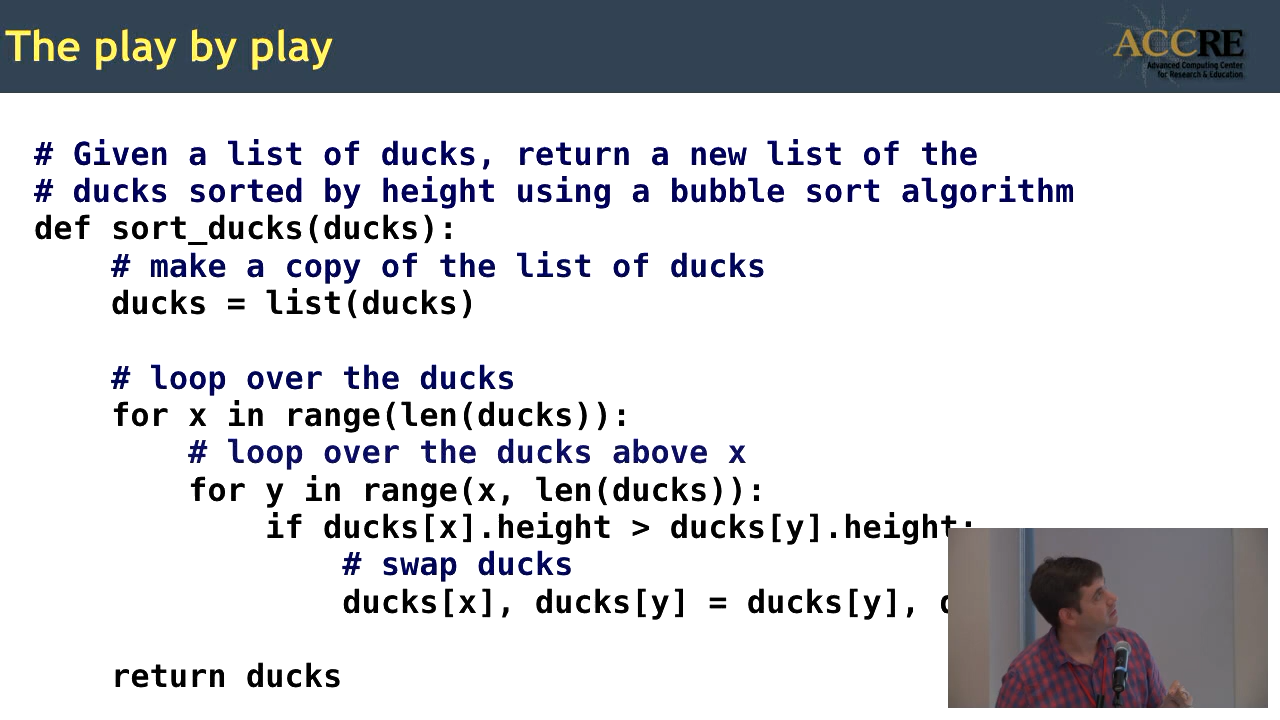 The play by play
ACCRE
Advanced Computing Center
for Research & Education
# Given a list of ducks, return a new list of the
# ducks sorted by height using a bubble sort algorithm
def sort_ducks(ducks):
    # make a copy of the list of ducks
    ducks = list(ducks)
    # loop over the ducks
    for x in range(len(ducks)):
        # loop over the ducks above x
        for y in range(x, len(ducks)):
            if ducks[x].height > ducks[y].height:
                # swap ducks
                ducks[x], ducks[y] = ducks[y],
    return ducks